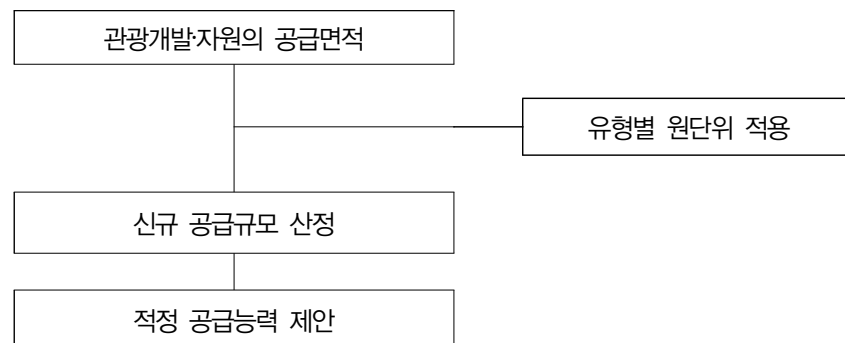 관광개발·자원의 공급면적
유형별 원단위 적용
신규 공급규모 산정
적정 공급능력 제안